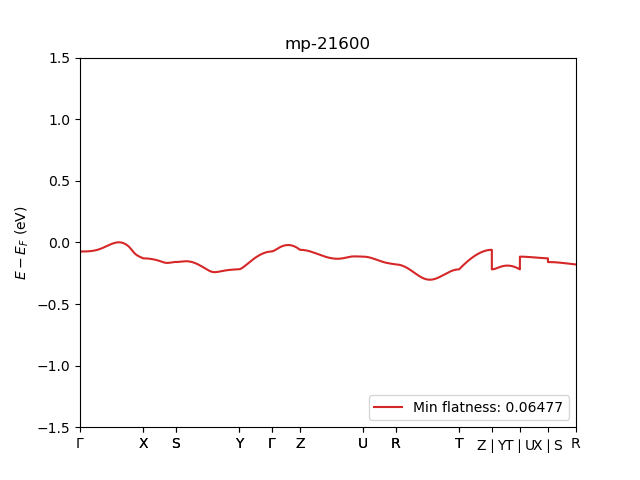 mp-21600
1.5
1.0
0.5
0.0
−0.5
−1.0
−1.5
E − E_F (eV)
Min flatness: 0.06477
Γ X S Y Γ Z U R T Z | YT | UX | S R